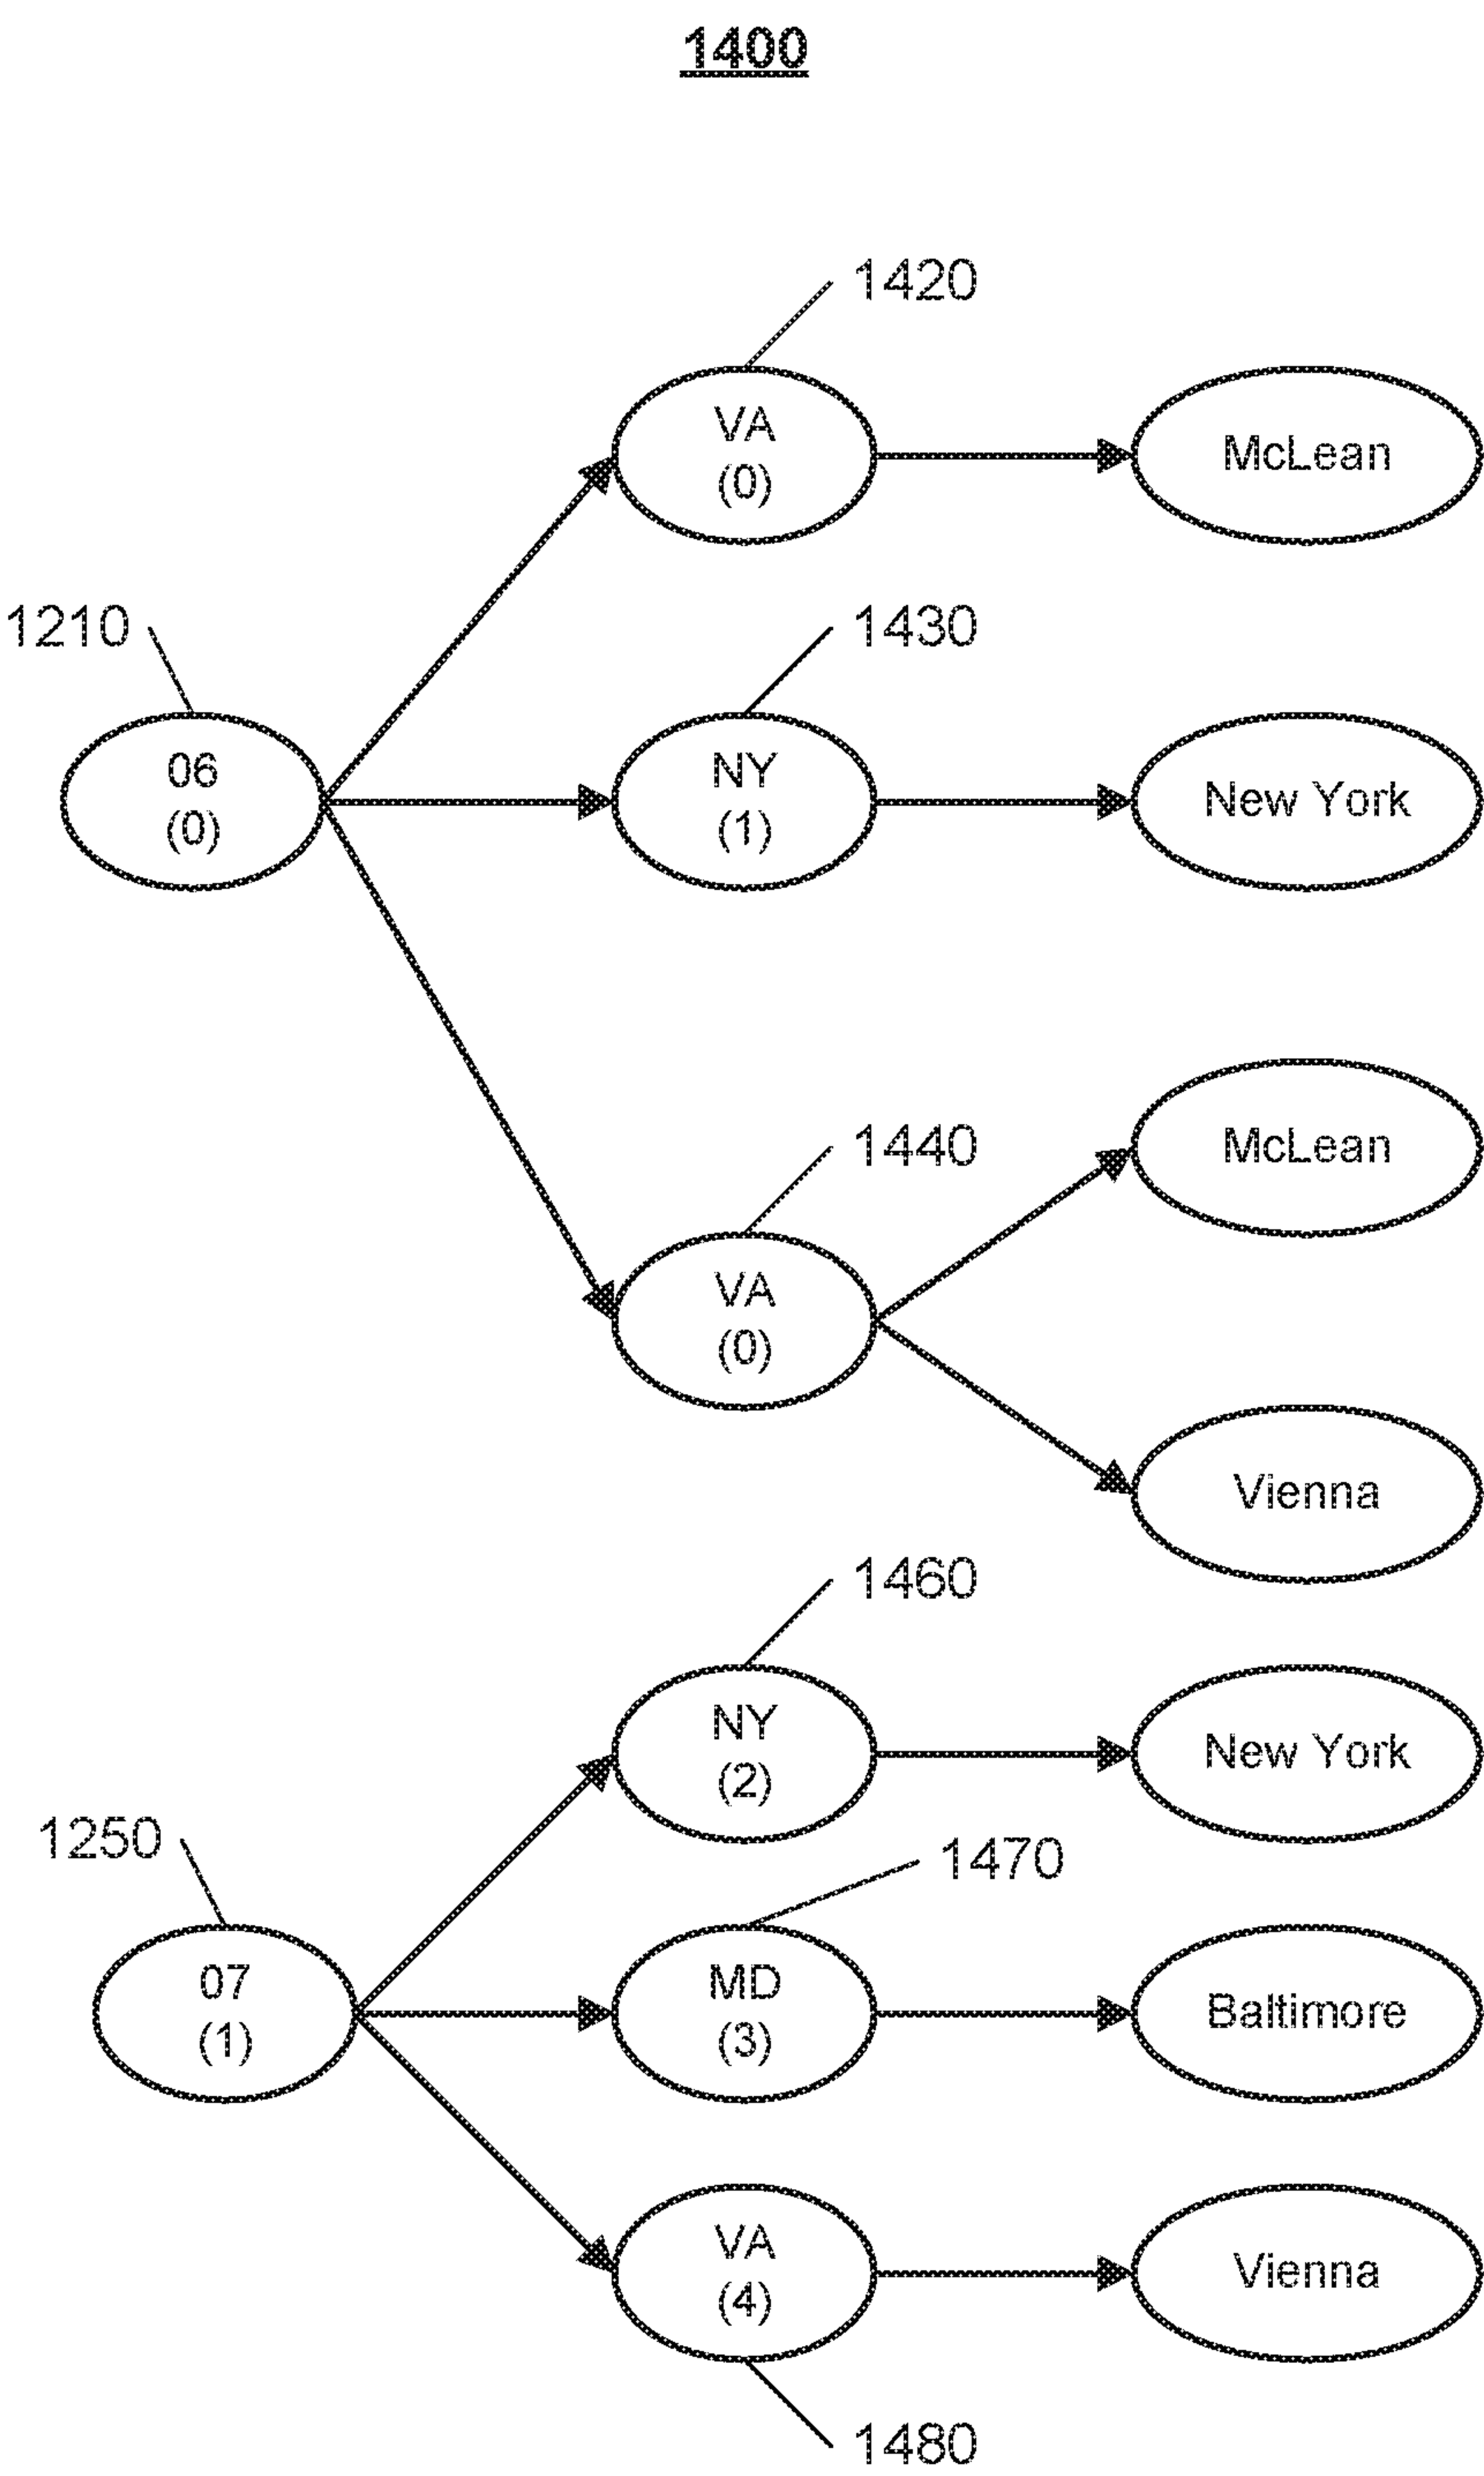 1400
1420
VA
(0)
McLean
1210
1430
06
(0)
NY
(1)
New York
1440
McLean
VA
(0)
Vienna
1460
NY
(2)
New York
1250
1470
07
(1)
MD
(3)
Baltimore
VA
(4)
Vienna
1480